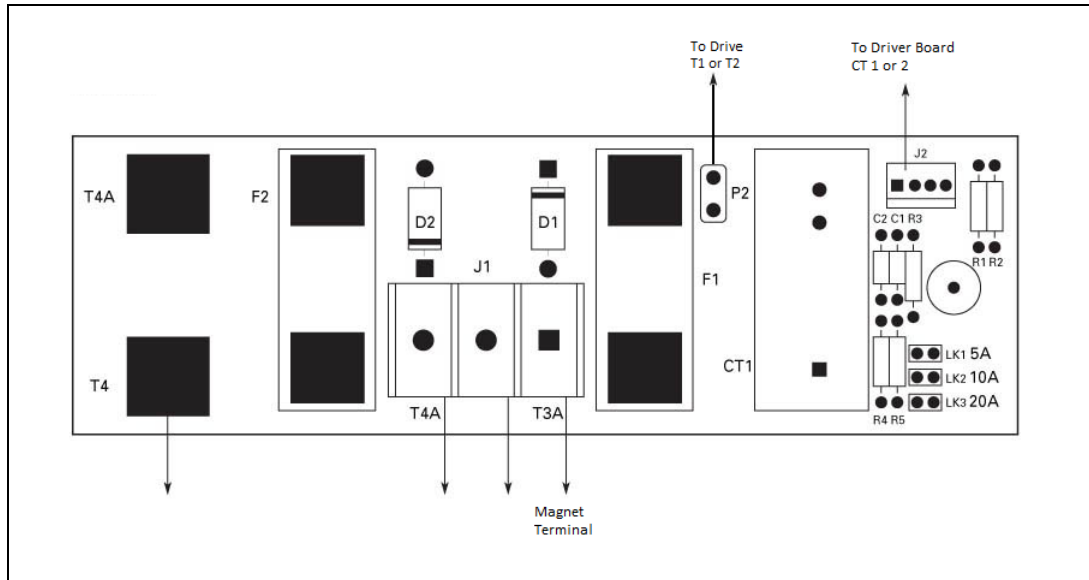 To Drive
T1 or T2
To Driver Board
CT 1 or 2
J2
T4A
F2
D2
D1
P2
C2 C1 R3
R1 R2
J1
F1
T4
CT1
LK1 5A
LK2 10A
LK3 20A
T4A
T3A
R4 R5
Magnet
Terminal